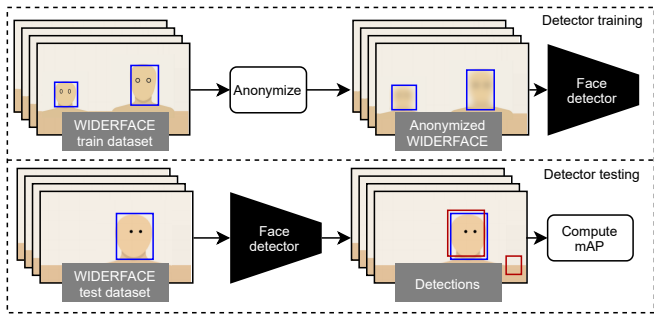 Detector training
WIDERFACE
train dataset
Anonymize
Anonymized
WIDERFACE
Face
detector
Detector testing
WIDERFACE
test dataset
Face
detector
Detections
Compute
mAP